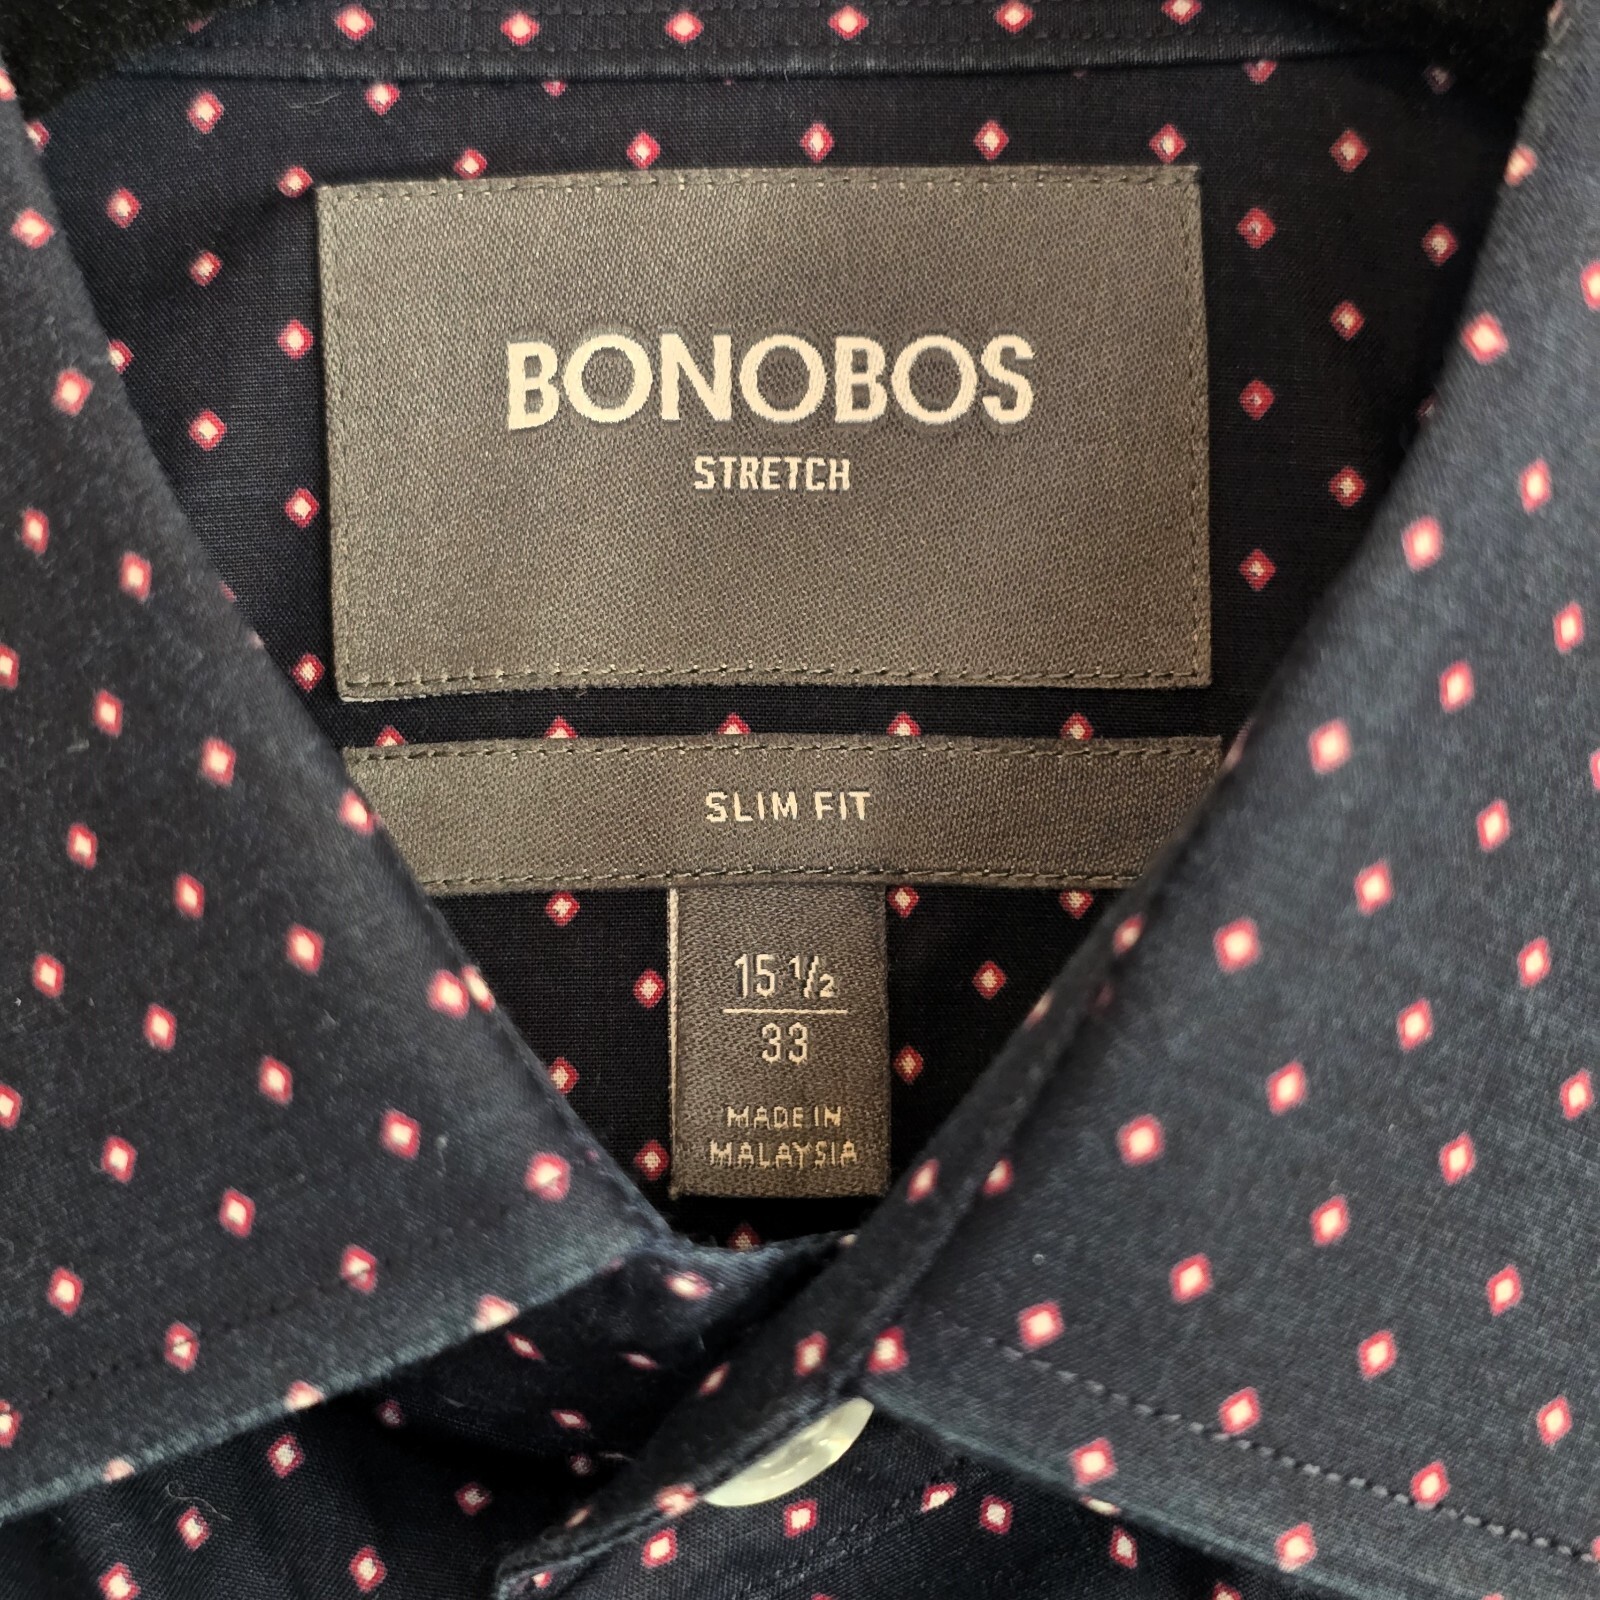 BONOBOS
STRETCH
SLIM FIT
15 ½
33
MADE IN
MALAYSIA